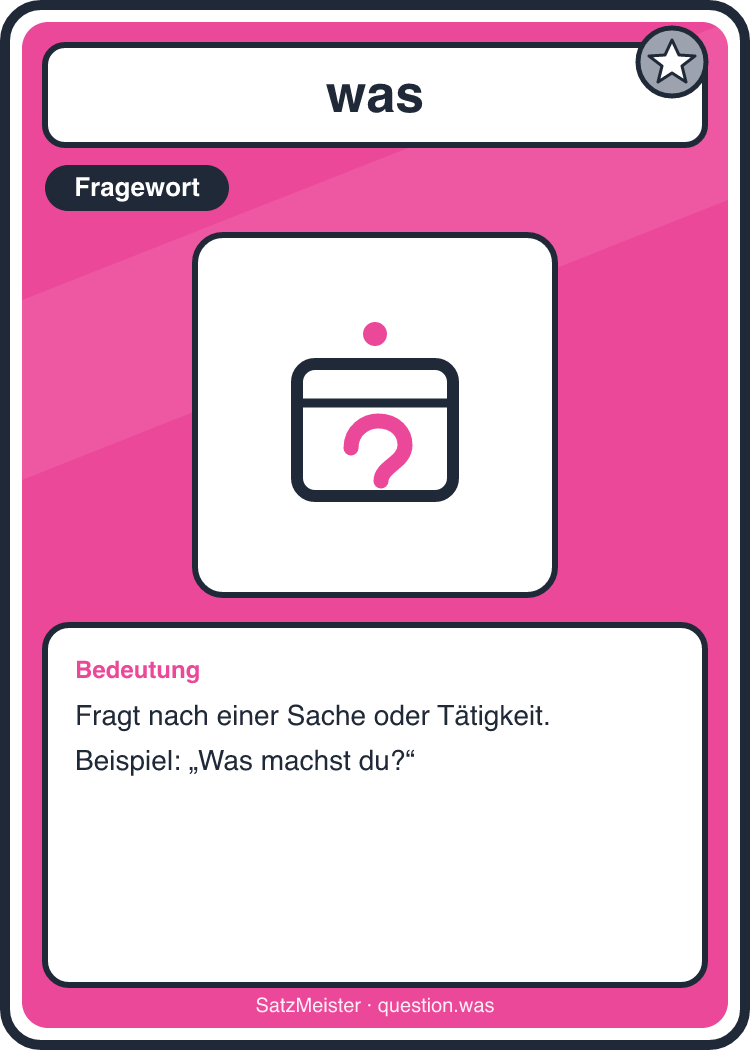 was
Fragewort
?
Bedeutung
Fragt nach einer Sache oder Tätigkeit.
Beispiel: „Was machst du?“
SatzMeister · question.was